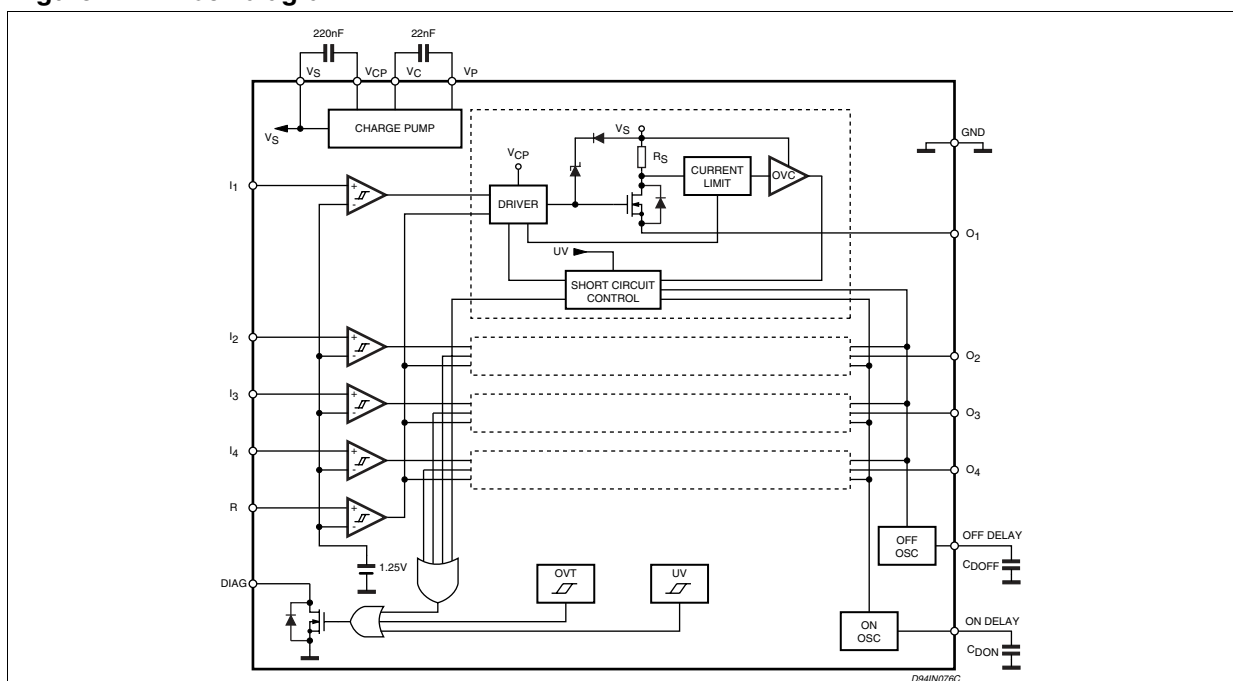 220nF
22nF
VS
VCP
VC
VP
VS
CHARGE PUMP
GND
VS
RS
VCP
CURRENT
LIMIT
OVC
I1
+
-
DRIVER
O1
UV
SHORT CIRCUIT
CONTROL
I2
+
-
O2
I3
+
-
O3
I4
+
-
O4
R
+
-
OFF
OSC
OFF DELAY
CDOFF
1.25V
DIAG
OVT
UV
ON
OSC
ON DELAY
CDON
D94IN076C